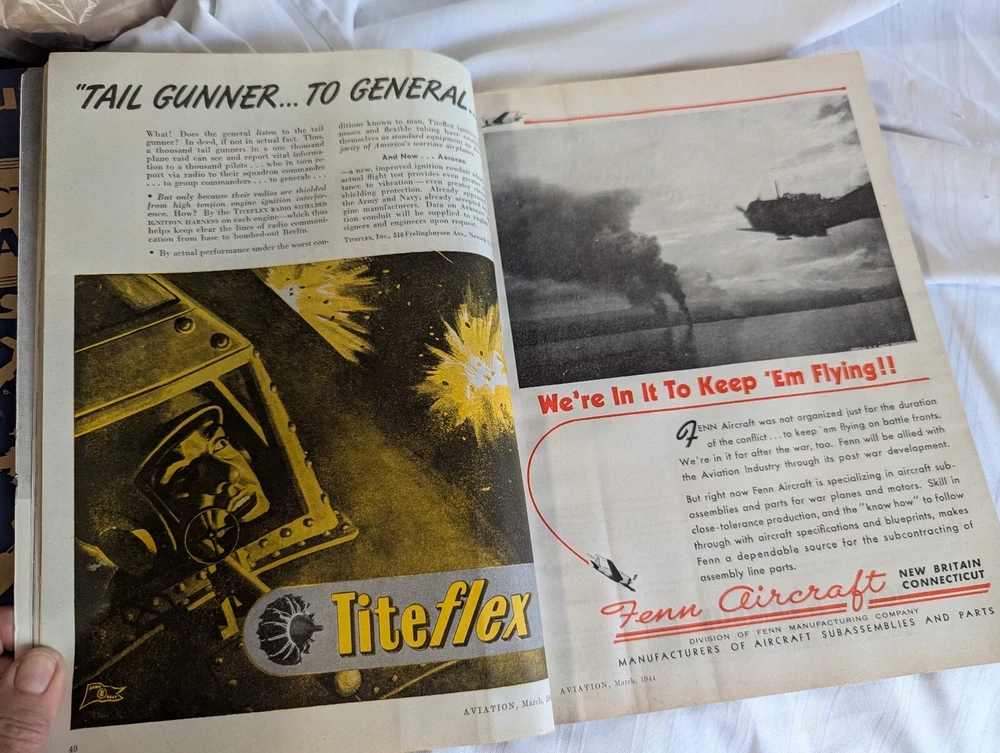 "TAIL GUNNER... TO GENERAL..
What! Does the general listen to the tail
gunner? In deed, if not in actual fact. Thus,
a thousand tail gunners in a one thousand
plane raid can see and report vital informa-
tion to a thousand pilots . . . who in turn re-
port via radio to their squadron commander
. . . to group commanders . . . to generals . . .
• But only because their radios are shielded
from high tension engine ignition interfer-
ence. How? By the TITEFLEX RADIO SHIELDED
IGNITION HARNESS on each engine—which thus
helps keep clear the lines of radio communi-
cation from base to bombed-out Berlin.
• By actual performance under the worst con-
ditions known to man, Titeflex
nesses and flexible tubing have
themselves as standard equipment
jority of America's wartime
And Now . . .
—a new, improved ignition conduit
actual flight test provides even greater
tance to vibration—even greater
shielding protection. Already
the Army and Navy, already
gine manufacturers. Data on
tion conduit will be supplied to
signers and engineers upon request.
TITEFLEX, INC., 510 Frelinghuysen Ave., Newark
Titeflex
ARMY E NAVY
AVIATION, March,
40
We're In It To Keep 'Em Flying!!
FENN Aircraft was not organized just for the duration
of the conflict...to keep 'em flying on battle fronts.
We're in it for after the war, too. Fenn will be allied with
the Aviation Industry through its post war development.
But right now Fenn Aircraft is specializing in aircraft sub-
assemblies and parts for war planes and motors. Skill in
close-tolerance production, and the "know how" to follow
through with aircraft specifications and blueprints, makes
Fenn a dependable source for the subcontracting of
assembly line parts.
Fenn Aircraft NEW BRITAIN
CONNECTICUT
DIVISION OF FENN MANUFACTURING COMPANY
MANUFACTURERS OF AIRCRAFT SUBASSEMBLIES AND PARTS
AVIATION, March, 1944